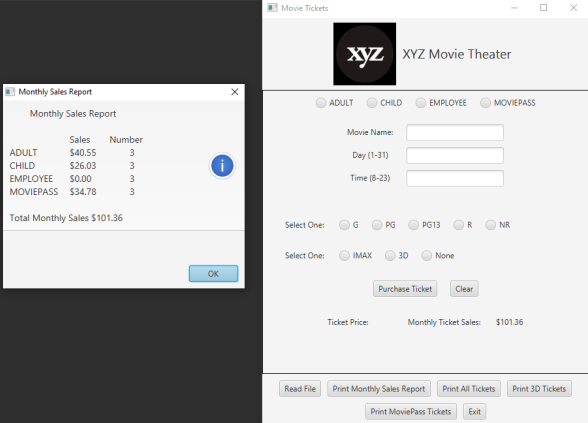 Monthly Sales Report
Monthly Sales Report
Sales Number
ADULT $40.55 3
CHILD $26.03 3
EMPLOYEE $0.00 3
MOVIEPASS $34.78 3
Total Monthly Sales $101.36
OK
Movie Tickets
xyz XYZ Movie Theater
ADULT CHILD EMPLOYEE MOVIEPASS
Movie Name:
Day (1-31)
Time (8-23)
Select One: G PG PG13 R NR
Select One: IMAX 3D None
Purchase Ticket Clear
Ticket Price: Monthly Ticket Sales: $101.36
Read File Print Monthly Sales Report Print All Tickets Print 3D Tickets
Print MoviePass Tickets Exit